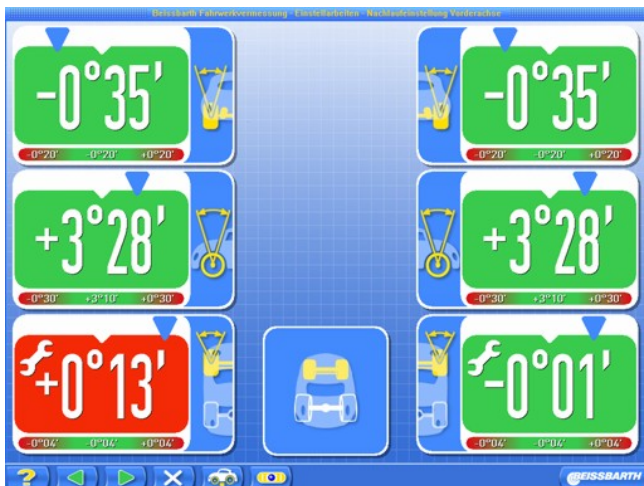 Beissbarth Fahrwerkvermessung - Einstellarbeiten - Nachlaufeinstellung Vorderachse
-0°35'
-0°20' -0°20' +0°20'
-0°35'
-0°20' -0°20' +0°20'
+3°28'
-0°30' +3°10' +0°30'
+3°28'
-0°30' +3°10' +0°30'
+0°13'
-0°04' -0°04' +0°04'
-0°01'
-0°04' -0°04' +0°04'
?
BEISSBARTH